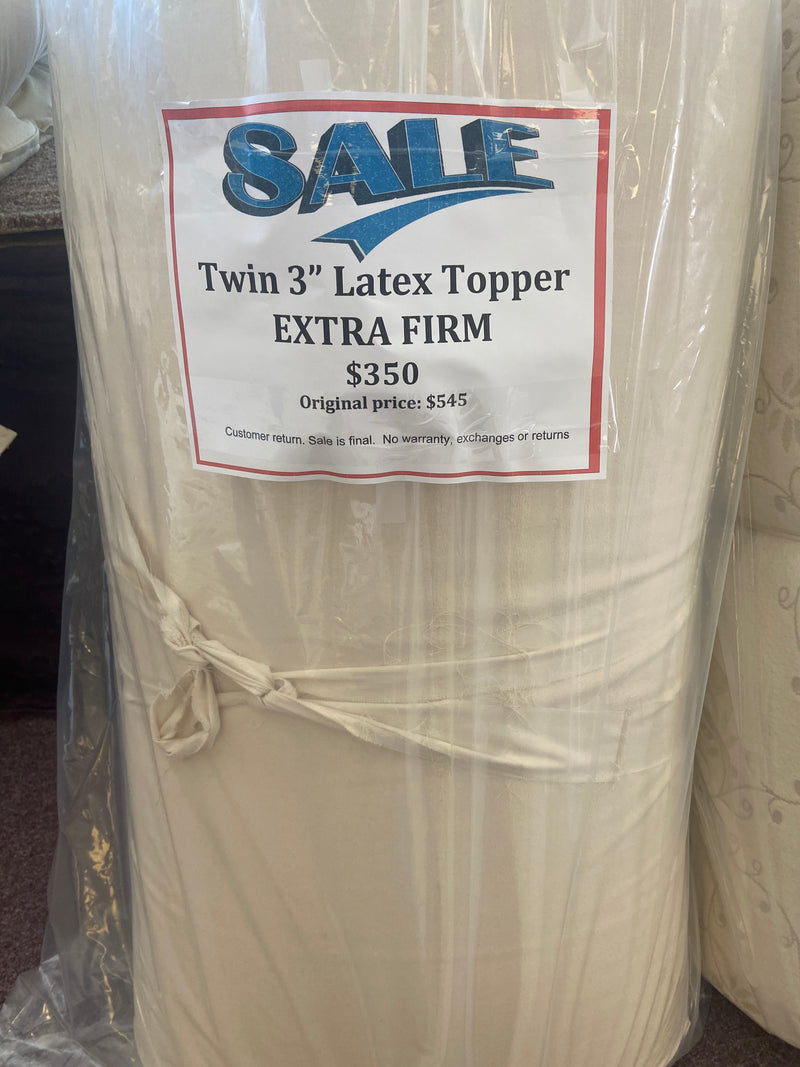 SALE
Twin 3” Latex Topper
EXTRA FIRM
$350
Original price: $545
Customer return. Sale is final.  No warranty, exchanges or returns